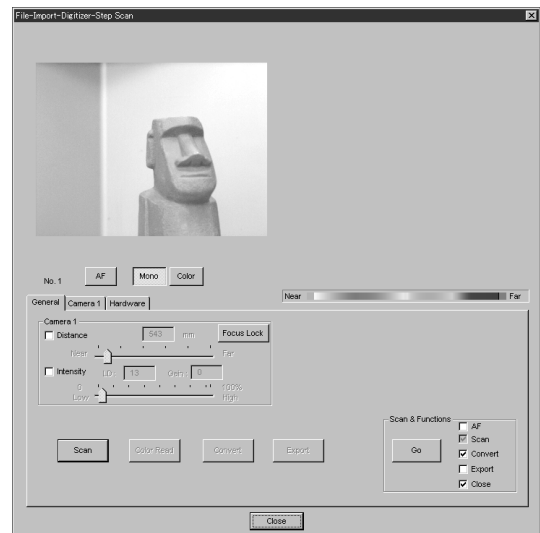 File-Import-Digitizer-Step Scan
No. 1 AF Mono Color
Near Far
General Camera 1 Hardware
Camera 1
Distance 543 mm Focus Lock
Near Far
Intensity LD: 13 Gain: 0
0 100%
Low High
Scan Color Read Convert Export
Scan & Functions
Go
AF
Scan
Convert
Export
Close
Close